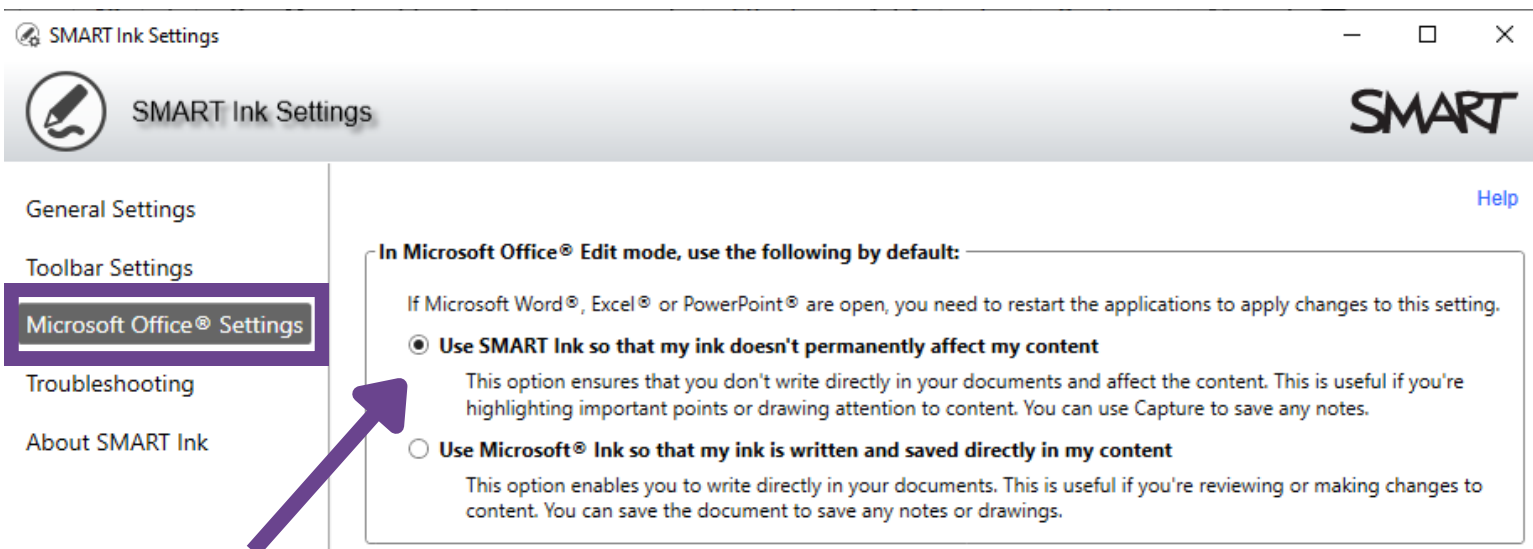 SMART Ink Settings
SMART Ink Settings
SMART
General Settings
Toolbar Settings
Microsoft Office® Settings
Troubleshooting
About SMART Ink
Help
In Microsoft Office® Edit mode, use the following by default:
If Microsoft Word®, Excel® or PowerPoint® are open, you need to restart the applications to apply changes to this setting.
Use SMART Ink so that my ink doesn't permanently affect my content
This option ensures that you don't write directly in your documents and affect the content. This is useful if you're
highlighting important points or drawing attention to content. You can use Capture to save any notes.
Use Microsoft® Ink so that my ink is written and saved directly in my content
This option enables you to write directly in your documents. This is useful if you're reviewing or making changes to
content. You can save the document to save any notes or drawings.